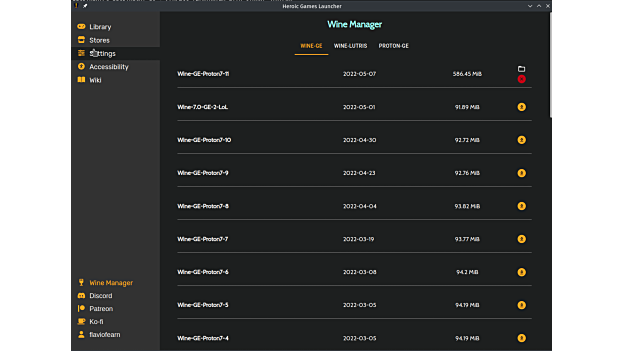 Heroic Games Launcher
Library
Stores
Settings
Accessibility
Wiki
Wine Manager
Discord
Patreon
Ko-fi
flaviofearn
Wine Manager
WINE-GE WINE-LUTRIS PROTON-GE
Wine-GE-Proton7-11 2022-05-07 586.45 MiB
Wine-7.0-GE-2-LoL 2022-05-01 91.89 MiB
Wine-GE-Proton7-10 2022-04-30 92.72 MiB
Wine-GE-Proton7-9 2022-04-23 92.76 MiB
Wine-GE-Proton7-8 2022-04-04 93.82 MiB
Wine-GE-Proton7-7 2022-03-19 93.77 MiB
Wine-GE-Proton7-6 2022-03-08 94.2 MiB
Wine-GE-Proton7-5 2022-03-05 94.19 MiB
Wine-GE-Proton7-4 2022-03-05 94.19 MiB